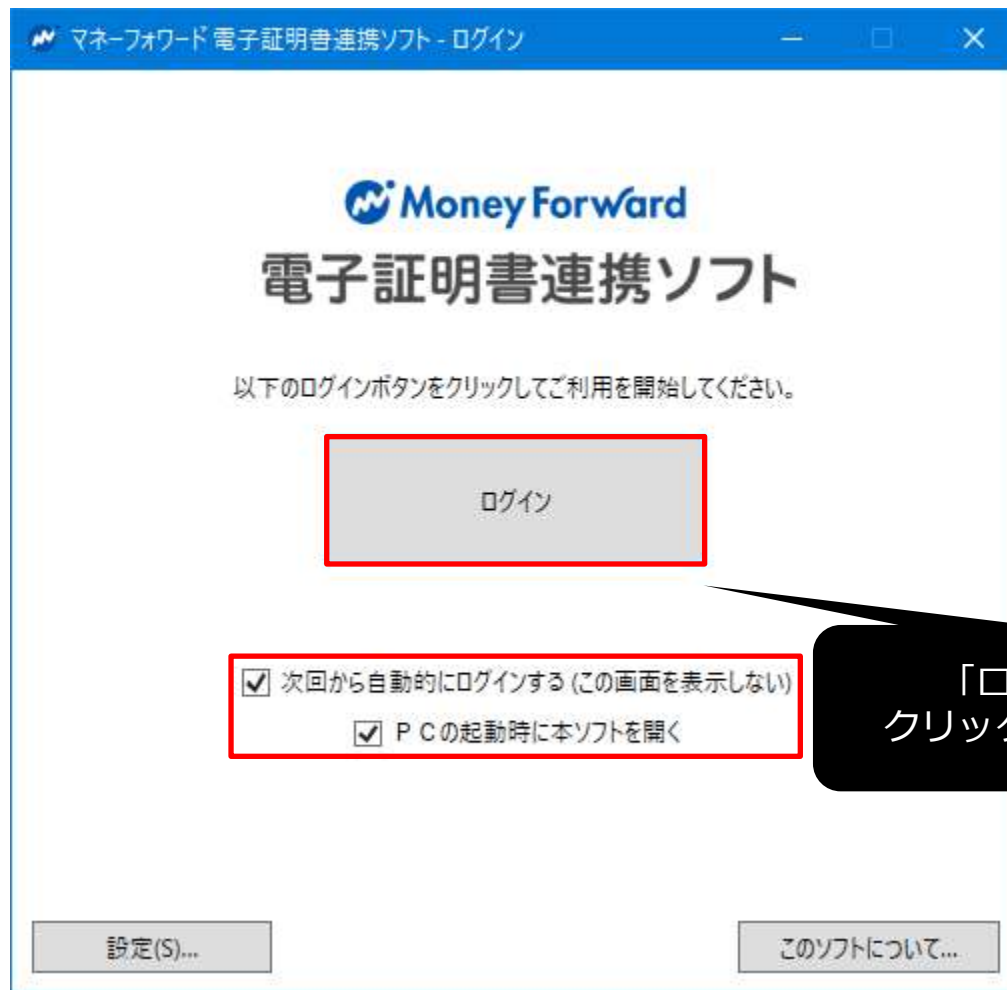 マネーフォワード 電子証明書連携ソフト - ログイン
Money Forward
電子証明書連携ソフト
以下のログインボタンをクリックしてご利用を開始してください。
ログイン
次回から自動的にログインする (この画面を表示しない)
ＰＣの起動時に本ソフトを開く
「ロ
クリック
設定(S)...
このソフトについて...